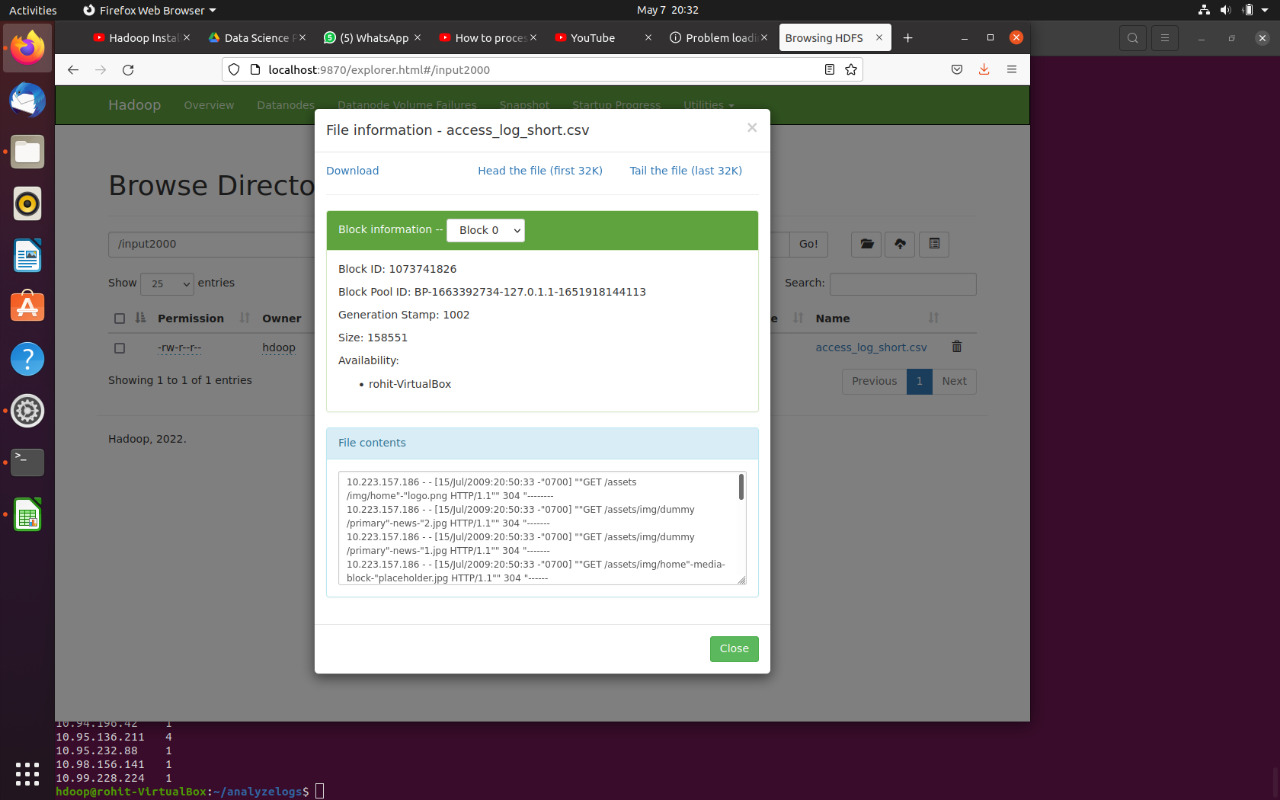 Activities
Firefox Web Browser
May 7 20:32
Hadoop Instal
Data Science P
(5) WhatsApp
How to proces
YouTube
Problem loadi
Browsing HDFS
localhost:9870/explorer.html#/input2000
Hadoop
Overview
Datanodes
Datanode Volume Failures
Snapshot
Startup Progress
Utilities
File information - access_log_short.csv
×
Download
Head the file (first 32K)
Tail the file (last 32K)
Browse Directo
Block information -- Block 0
/input2000
Go!
Block ID: 1073741826
Show 25 entries
Search:
Block Pool ID: BP-1663392734-127.0.1.1-1651918144113
Generation Stamp: 1002
Permission
Owner
e
Name
Size: 158551
-rw-r--r--
hdoop
access_log_short.csv
Availability:
rohit-VirtualBox
Showing 1 to 1 of 1 entries
Previous
1
Next
Hadoop, 2022.
File contents
10.223.157.186 - - [15/Jul/2009:20:50:33 -"0700] ""GET /assets
/img/home"-"logo.png HTTP/1.1"" 304 "--------
10.223.157.186 - - [15/Jul/2009:20:50:33 -"0700] ""GET /assets/img/dummy
/primary"-news-"2.jpg HTTP/1.1"" 304 "-------
10.223.157.186 - - [15/Jul/2009:20:50:33 -"0700] ""GET /assets/img/dummy
/primary"-news-"1.jpg HTTP/1.1"" 304 "-------
10.223.157.186 - - [15/Jul/2009:20:50:33 -"0700] ""GET /assets/img/home"-media-
block-"placeholder.jpg HTTP/1.1"" 304 "------
Close
10.94.196.42 1
10.95.136.211 4
10.95.232.88 1
10.98.156.141 1
10.99.228.224 1
hdoop@rohit-VirtualBox:~/analyzelogs$